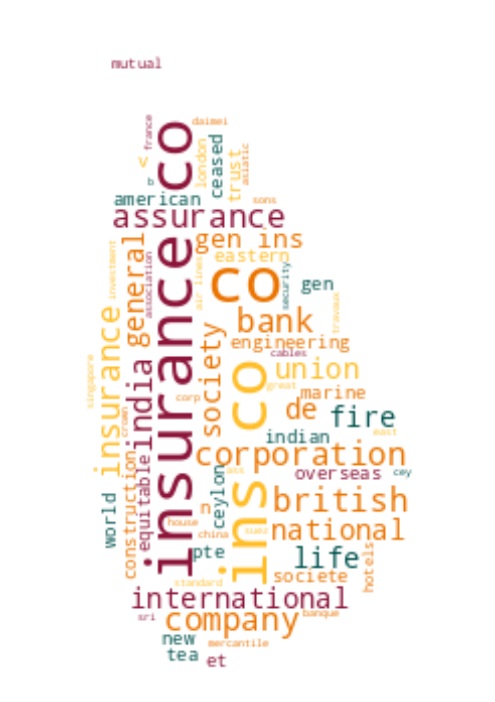 mutual
france
daimei
insurance co
v
london
ceased
trust
asiatic
b
american
sons
assurance
general
gen ins
investment
association
eastern
air lines
co
security
gen
travaux
insurance
bank
society
engineering
india
ins co
cables
union
singapore
great
marine
corp
crown
de
fire
indian
east
corporation
construction
equitable
ass
overseas
cey
world
ceylon
british
n
house
china
suez
national
pte
life
standard
societe
hotels
international
sri
company
banque
new
mercantile
tea
et